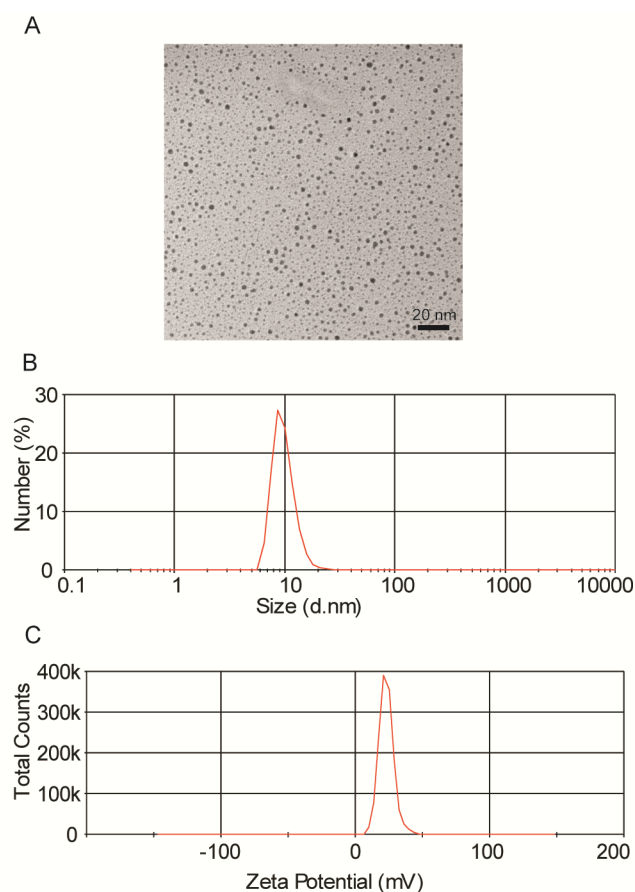 A
20 nm
B
Number (%)
30
20
10
0
0.1 1 10 100 1000 10000
Size (d.nm)
C
Total Counts
400k
300k
200k
100k
0
-100 0 100 200
Zeta Potential (mV)